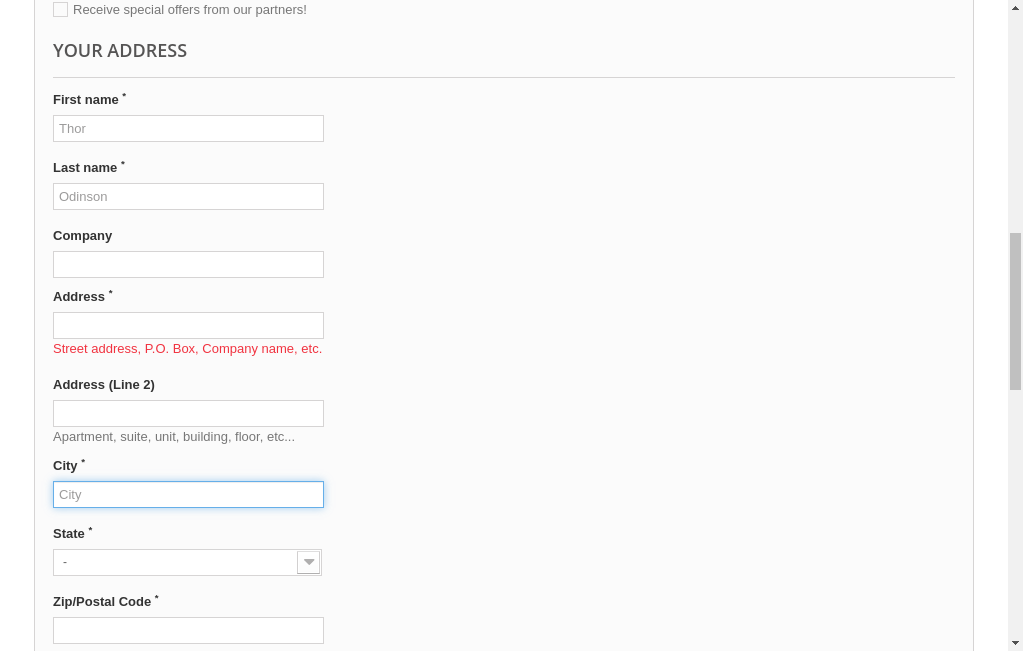 Receive special offers from our partners!
YOUR ADDRESS
First name *
Thor
Last name *
Odinson
Company
Address *
Street address, P.O. Box, Company name, etc.
Address (Line 2)
Apartment, suite, unit, building, floor, etc...
City *
City
State *
-
Zip/Postal Code *